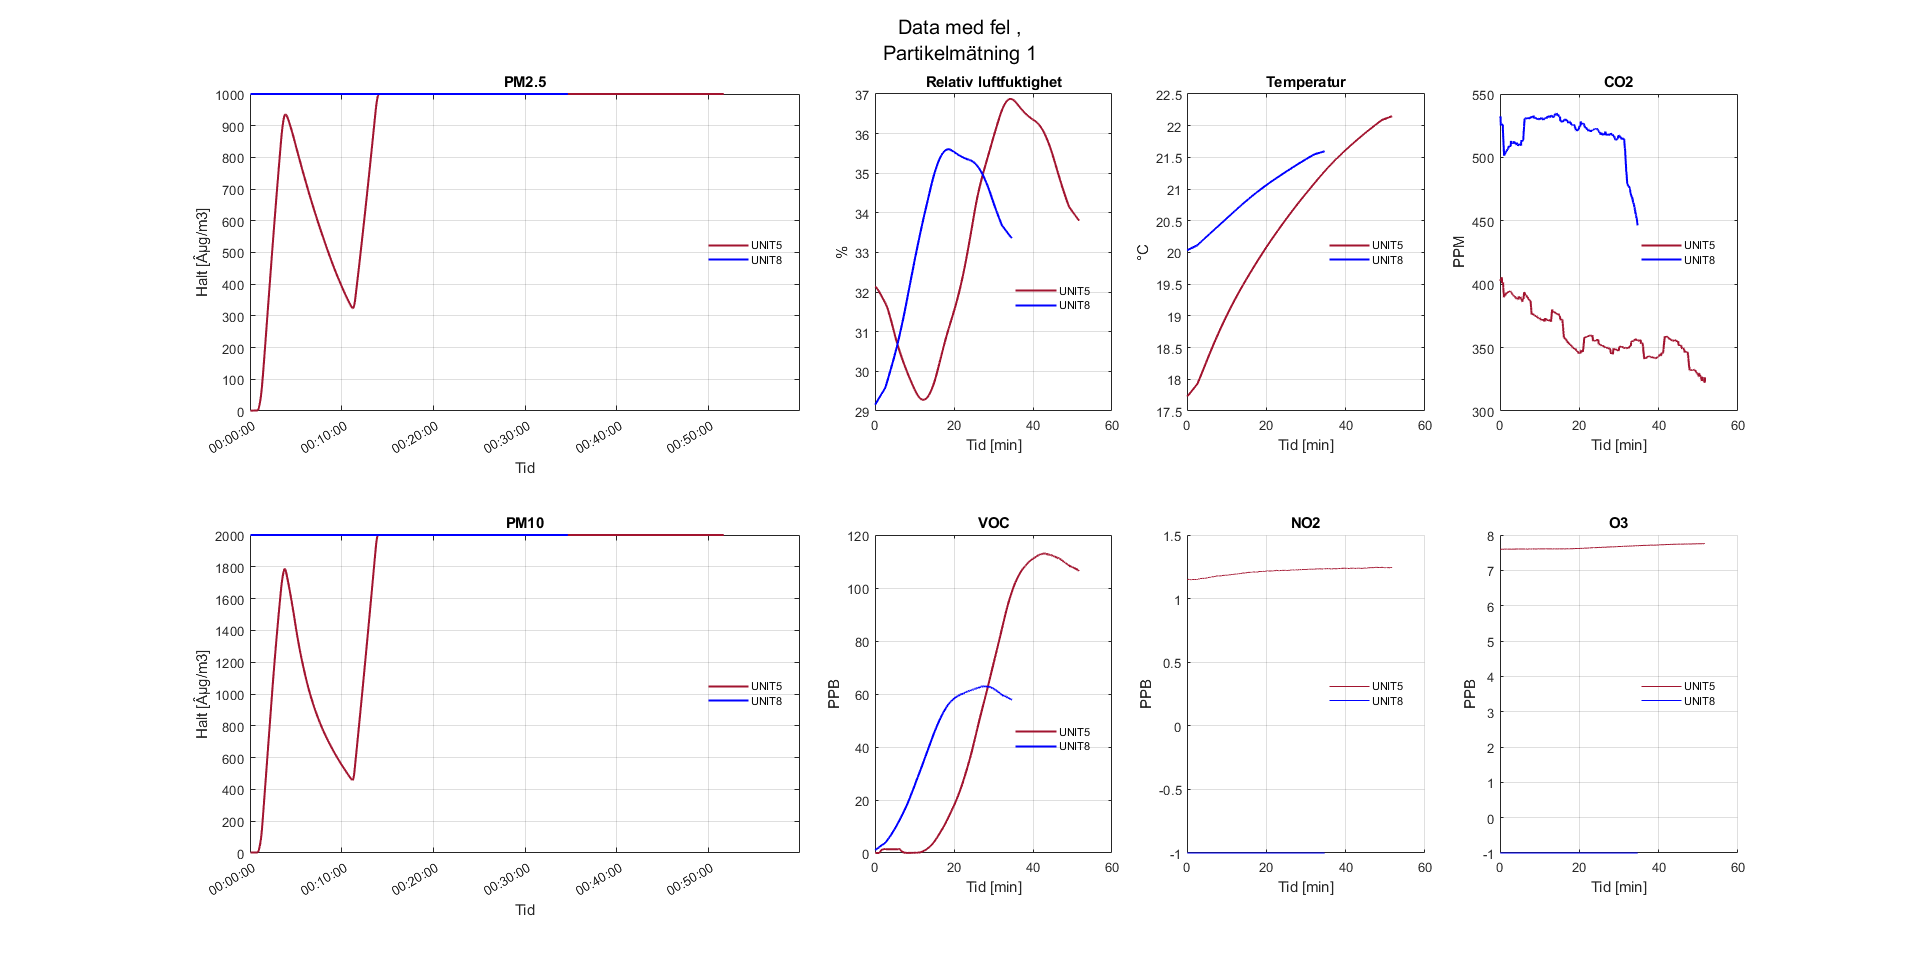 Data med fel ,
Partikelmätning 1
PM2.5
1000
900
800
700
600
500
400
300
200
100
0
Halt [Âµg/m3]
00:00:00
00:10:00
00:20:00
00:30:00
00:40:00
00:50:00
Tid
UNIT5
UNIT8
Relativ luftfuktighet
37
36
35
34
33
32
31
30
29
%
0
20
40
60
Tid [min]
UNIT5
UNIT8
Temperatur
22.5
22
21.5
21
20.5
20
19.5
19
18.5
18
17.5
°C
0
20
40
60
Tid [min]
UNIT5
UNIT8
CO2
550
500
450
400
350
300
PPM
0
20
40
60
Tid [min]
UNIT5
UNIT8
PM10
2000
1800
1600
1400
1200
1000
800
600
400
200
0
Halt [Âµg/m3]
00:00:00
00:10:00
00:20:00
00:30:00
00:40:00
00:50:00
Tid
UNIT5
UNIT8
VOC
120
100
80
60
40
20
0
PPB
0
20
40
60
Tid [min]
UNIT5
UNIT8
NO2
1.5
1
0.5
0
-0.5
-1
PPB
0
20
40
60
Tid [min]
UNIT5
UNIT8
O3
8
7
6
5
4
3
2
1
0
-1
PPB
0
20
40
60
Tid [min]
UNIT5
UNIT8